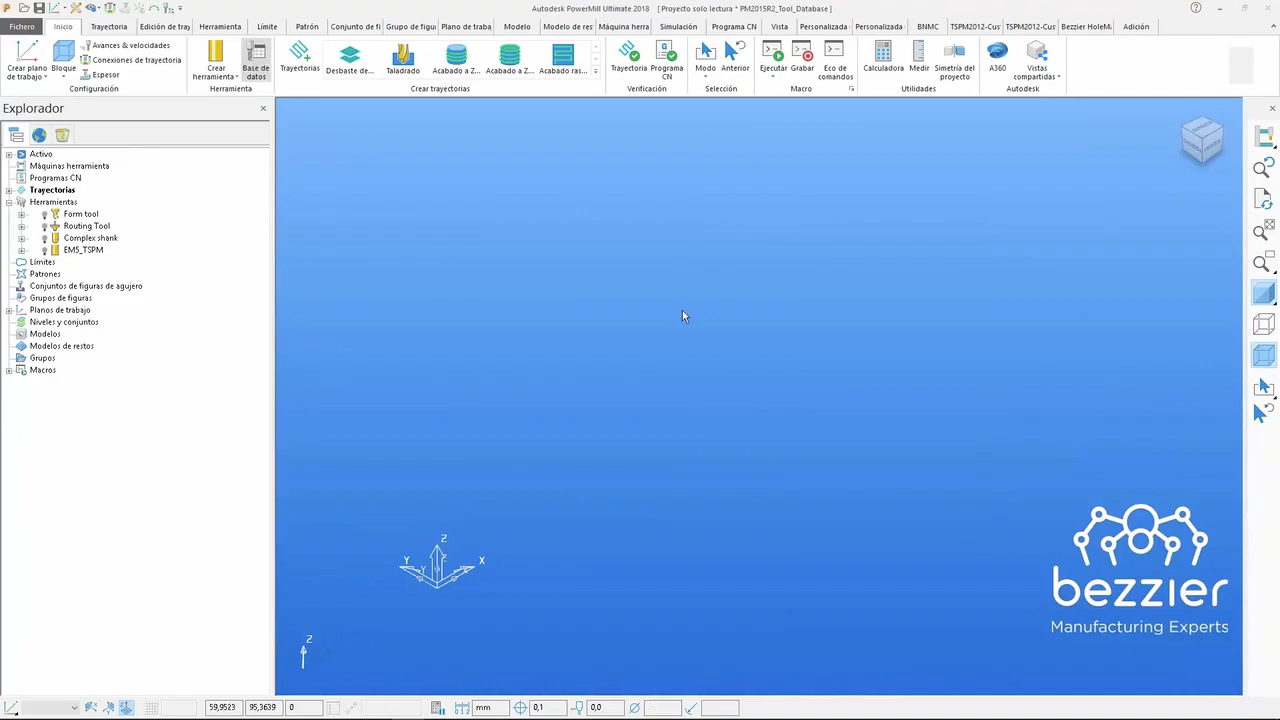 Autodesk PowerMill Ultimate 2018 [ Proyecto solo lectura * PM2015R2_Tool_Database ]
Fichero Inicio Trayectoria Edición de tray Herramienta Límite Patrón Conjunto de fi Grupo de figur Plano de traba Modelo Modelo de res Máquina herra Simulación Programa CN Vista Personalizada Personalizada BNMC TSPM2012-Cus TSPM2012-Cus Bezzier HoleMa Adición
Crear plano de trabajo Bloque Avances & velocidades Conexiones de trayectoria Espesor
Crear herramienta Base de datos
Trayectorias Desbaste de... Taladrado Acabado a Z... Acabado a Z... Acabado ras...
Trayectoria Programa CN
Modo Anterior
Ejecutar Grabar Eco de comandos
Calculadora Medir Simetría del proyecto
A360 Vistas compartidas
Configuración Herramienta Crear trayectorias Verificación Selección Macro Utilidades Autodesk
Explorador
Activo
Máquinas herramienta
Programas CN
Trayectorias
Herramientas
Form tool
Routing Tool
Complex shank
EM5_TSPM
Límites
Patrones
Conjuntos de figuras de agujero
Grupos de figuras
Planos de trabajo
Niveles y conjuntos
Modelos
Modelos de restos
Grupos
Macros
Z
Y Y X
Z
bezzier
Manufacturing Experts
59,9523 95,3639 0 mm 0,1 0,0